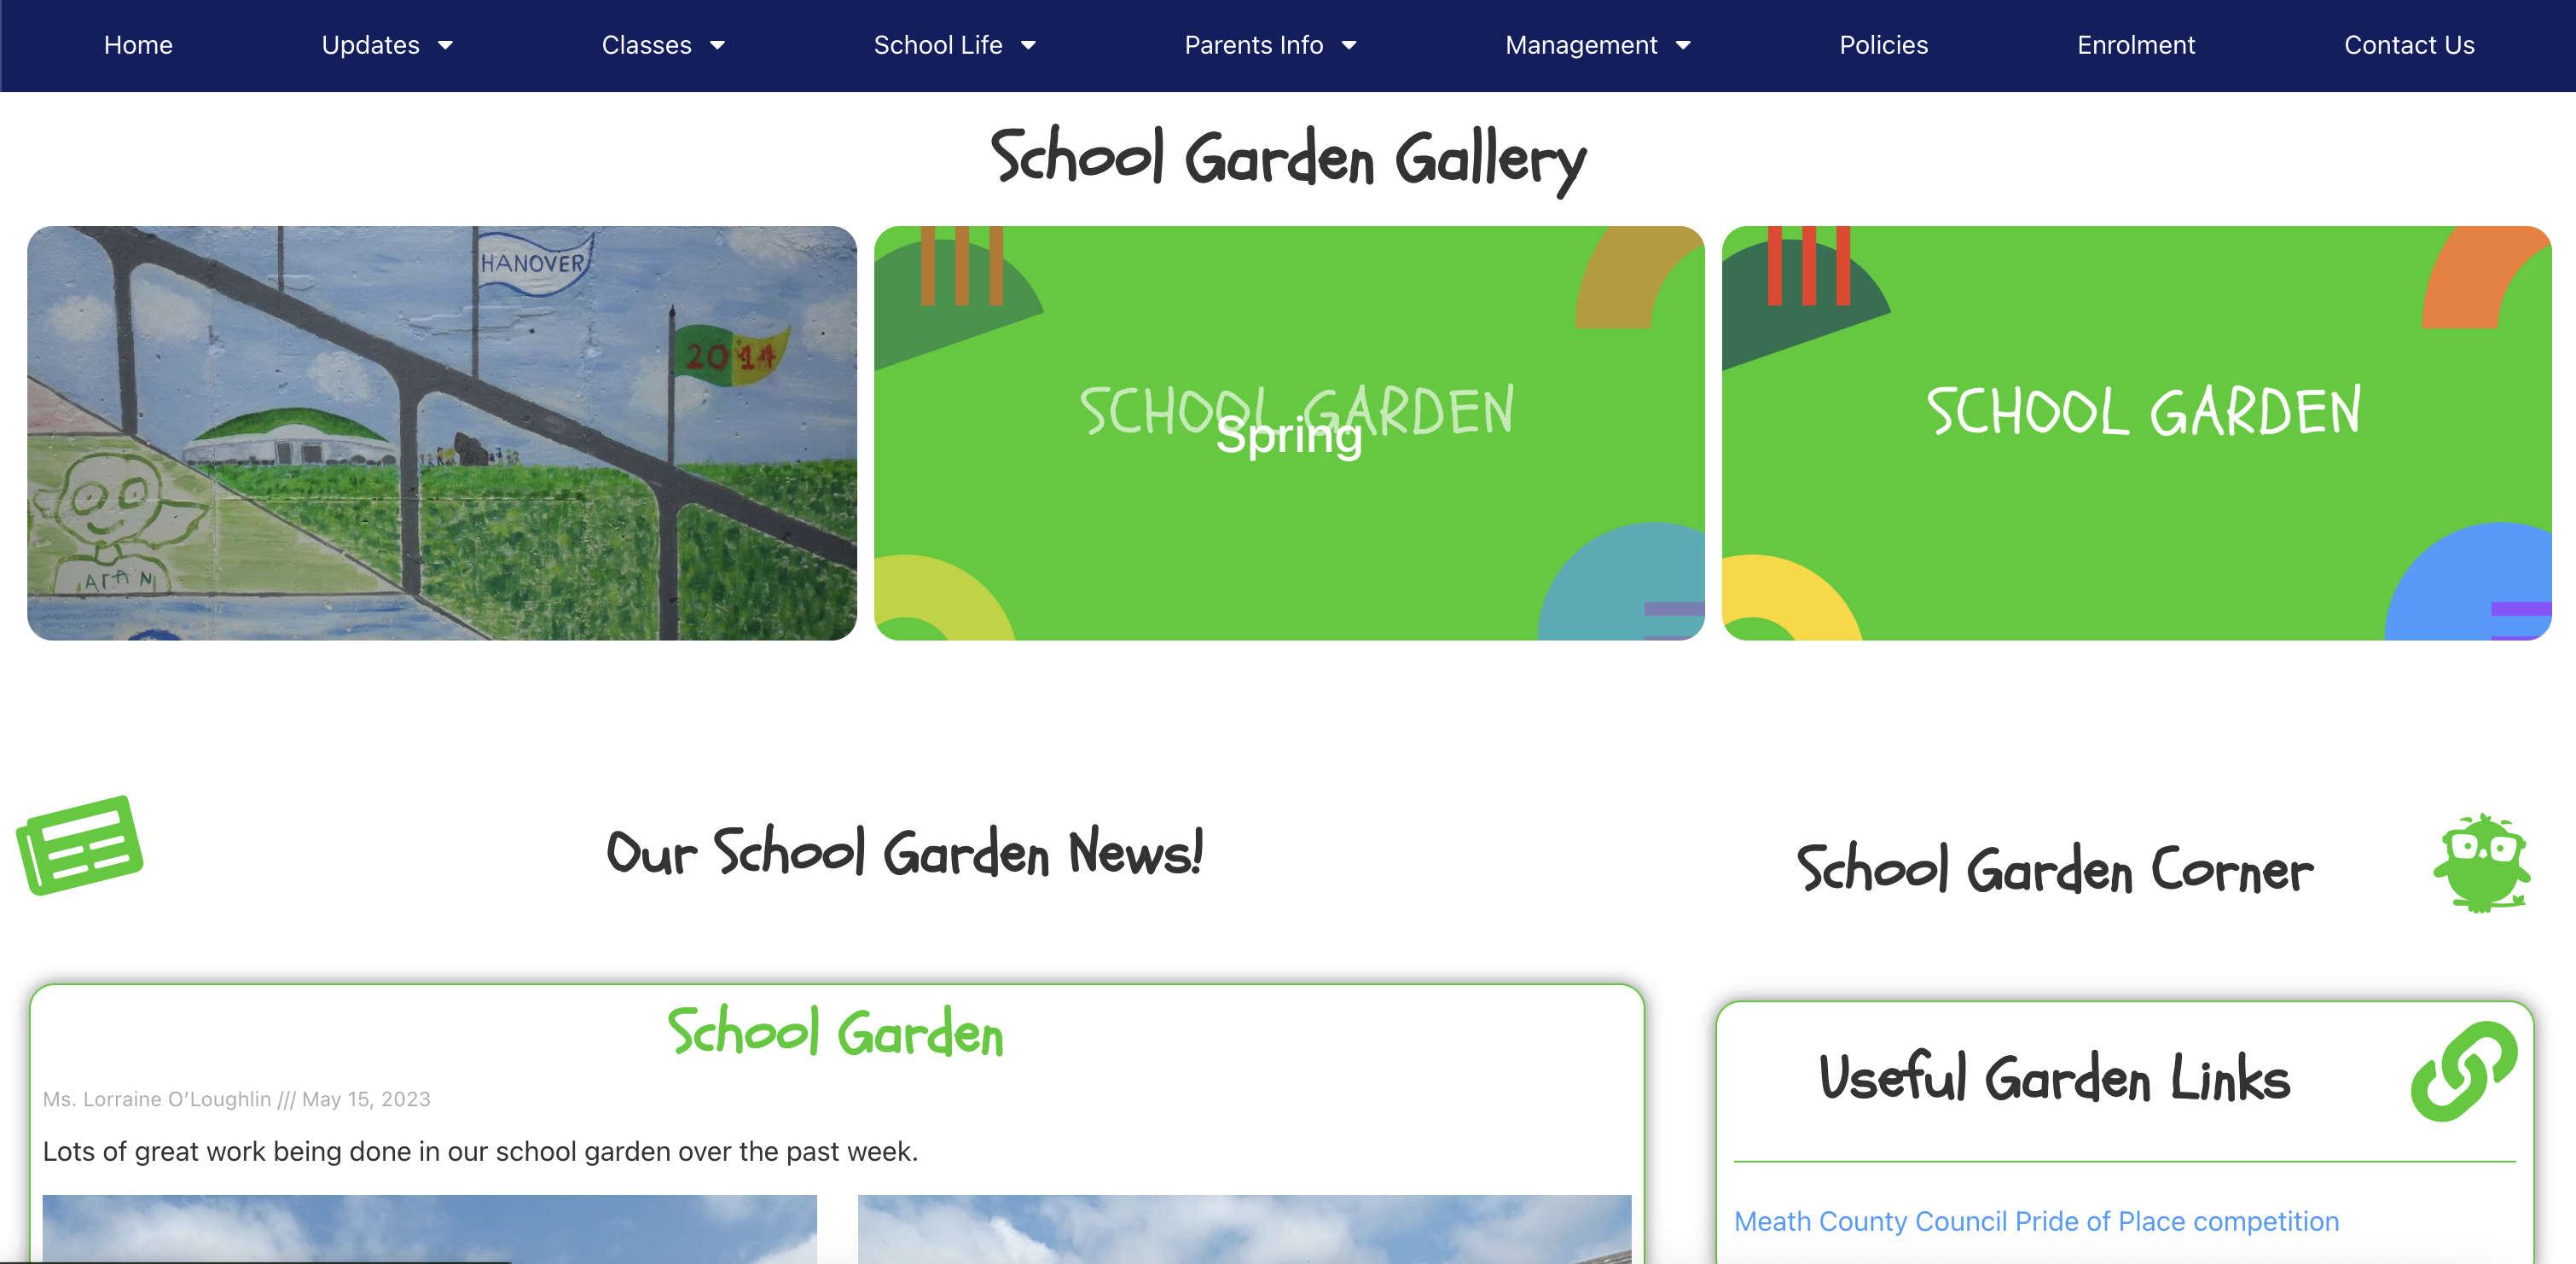 Home Updates Classes School Life Parents Info Management Policies Enrolment Contact Us
School Garden Gallery
HANOVER
2014
SCHOOL GARDEN
Spring
SCHOOL GARDEN
Our School Garden News!
School Garden Corner
School Garden
Ms. Lorraine O’Loughlin /// May 15, 2023
Lots of great work being done in our school garden over the past week.
Useful Garden Links
Meath County Council Pride of Place competition